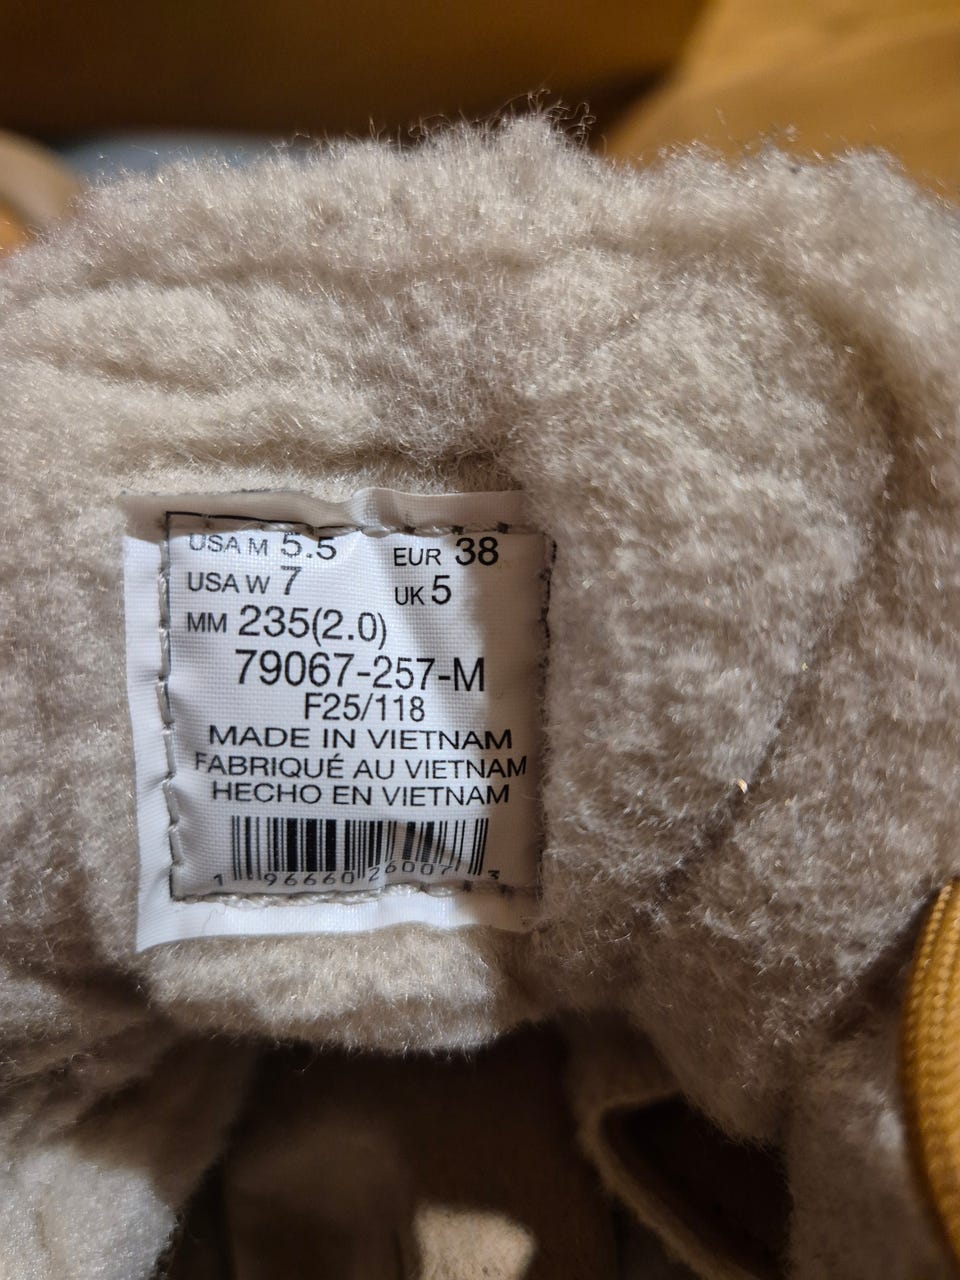 USA M 5.5 EUR 38
USA W 7 UK 5
MM 235(2.0)
79067-257-M
F25/118
MADE IN VIETNAM
FABRIQUÉ AU VIETNAM
HECHO EN VIETNAM
1 96660 26007 3